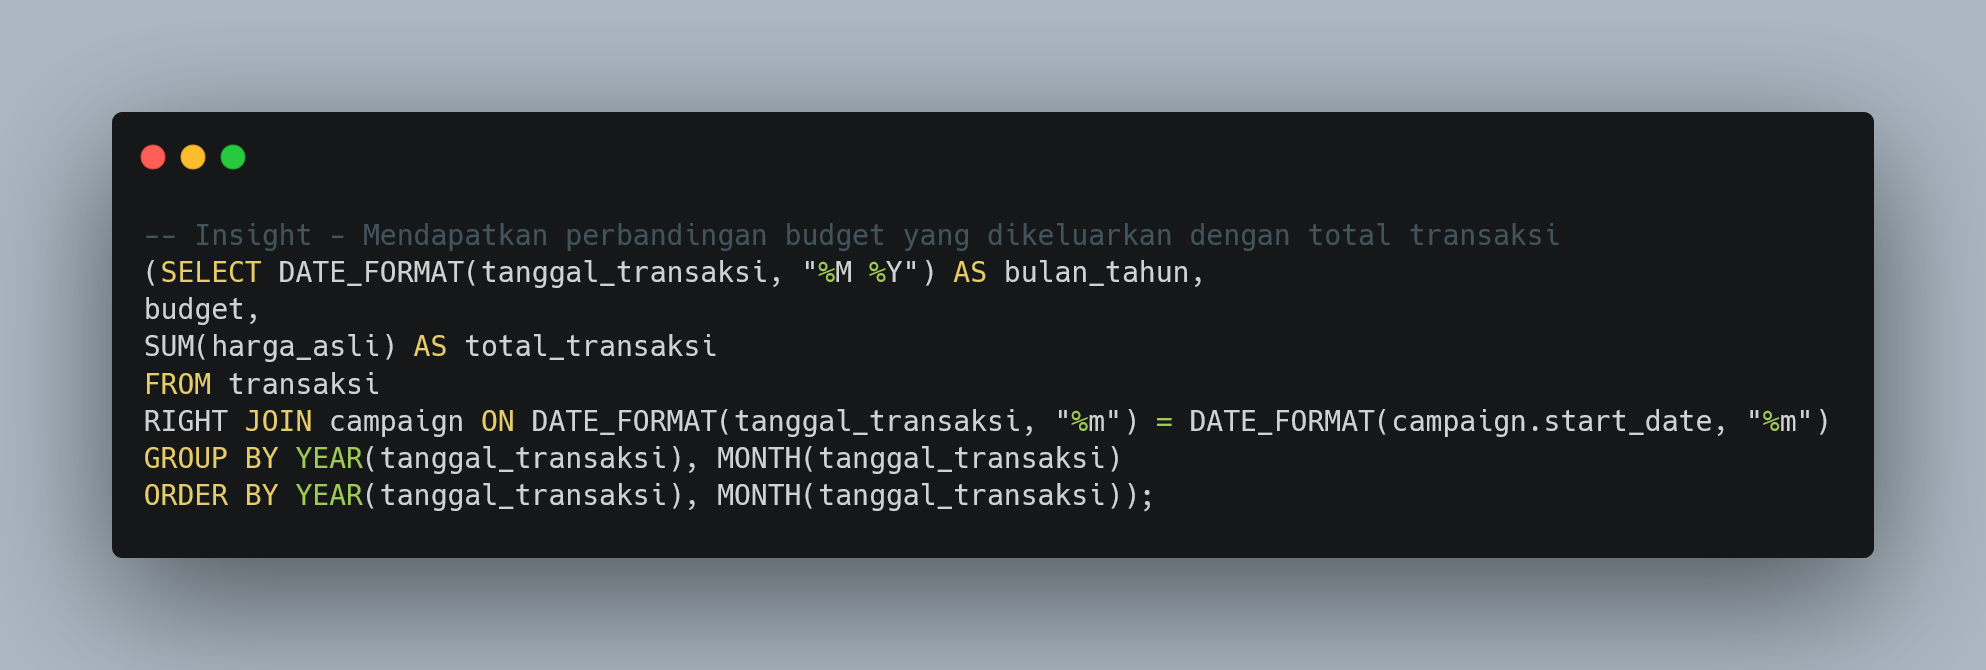 -- Insight - Mendapatkan perbandingan budget yang dikeluarkan dengan total transaksi
(SELECT DATE_FORMAT(tanggal_transaksi, "%M %Y") AS bulan_tahun,
budget,
SUM(harga_asli) AS total_transaksi
FROM transaksi
RIGHT JOIN campaign ON DATE_FORMAT(tanggal_transaksi, "%m") = DATE_FORMAT(campaign.start_date, "%m")
GROUP BY YEAR(tanggal_transaksi), MONTH(tanggal_transaksi)
ORDER BY YEAR(tanggal_transaksi), MONTH(tanggal_transaksi));